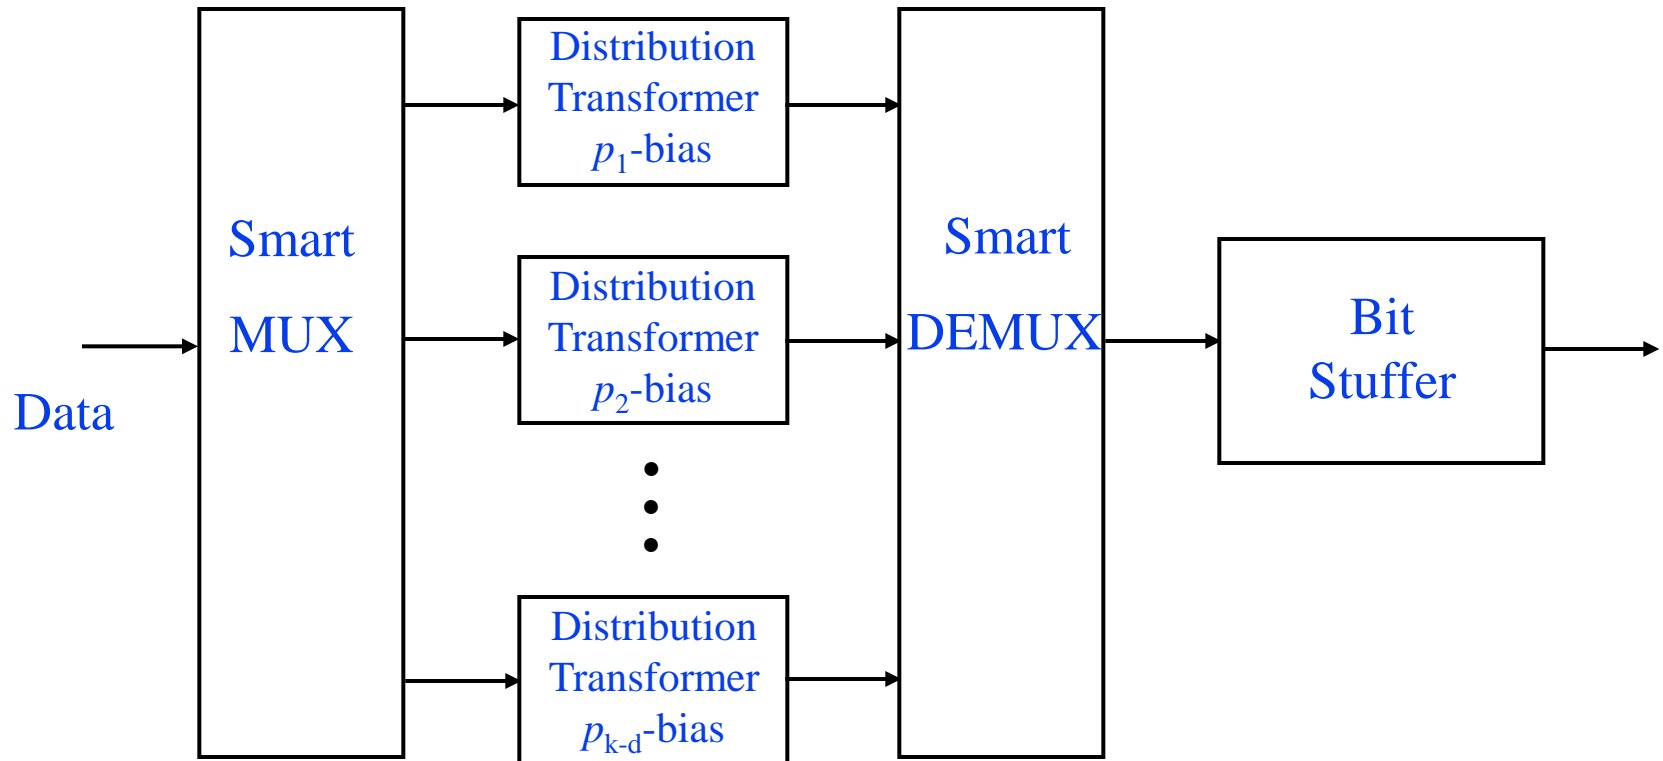 Data
Smart
MUX
Distribution
Transformer
p₁-bias
Distribution
Transformer
p₂-bias
Distribution
Transformer
pₖ₋d-bias
Smart
DEMUX
Bit
Stuffer